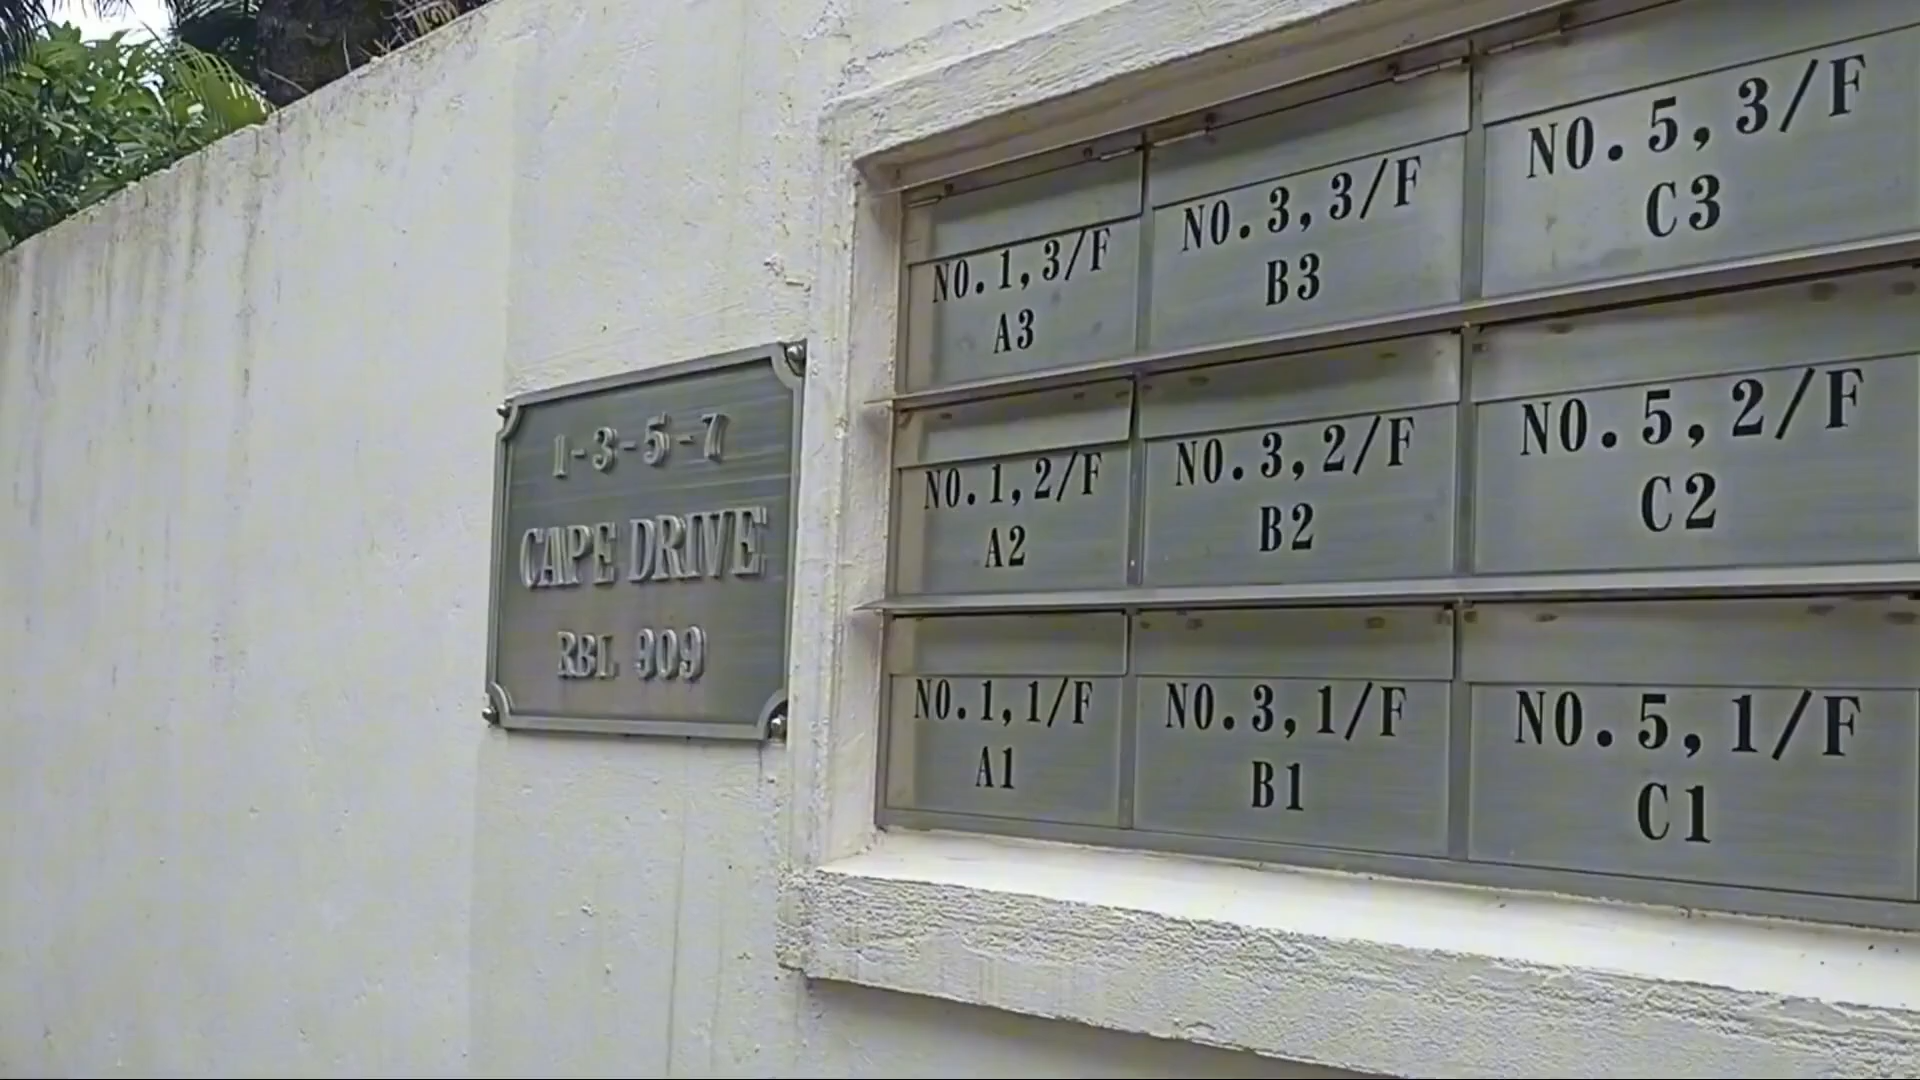 1-3-5-7
CAPE DRIVE
RBL 909
NO.1,3/F
A3
NO.3,3/F
B3
NO.5,3/F
C3
NO.1,2/F
A2
NO.3,2/F
B2
NO.5,2/F
C2
NO.1,1/F
A1
NO.3,1/F
B1
NO.5,1/F
C1